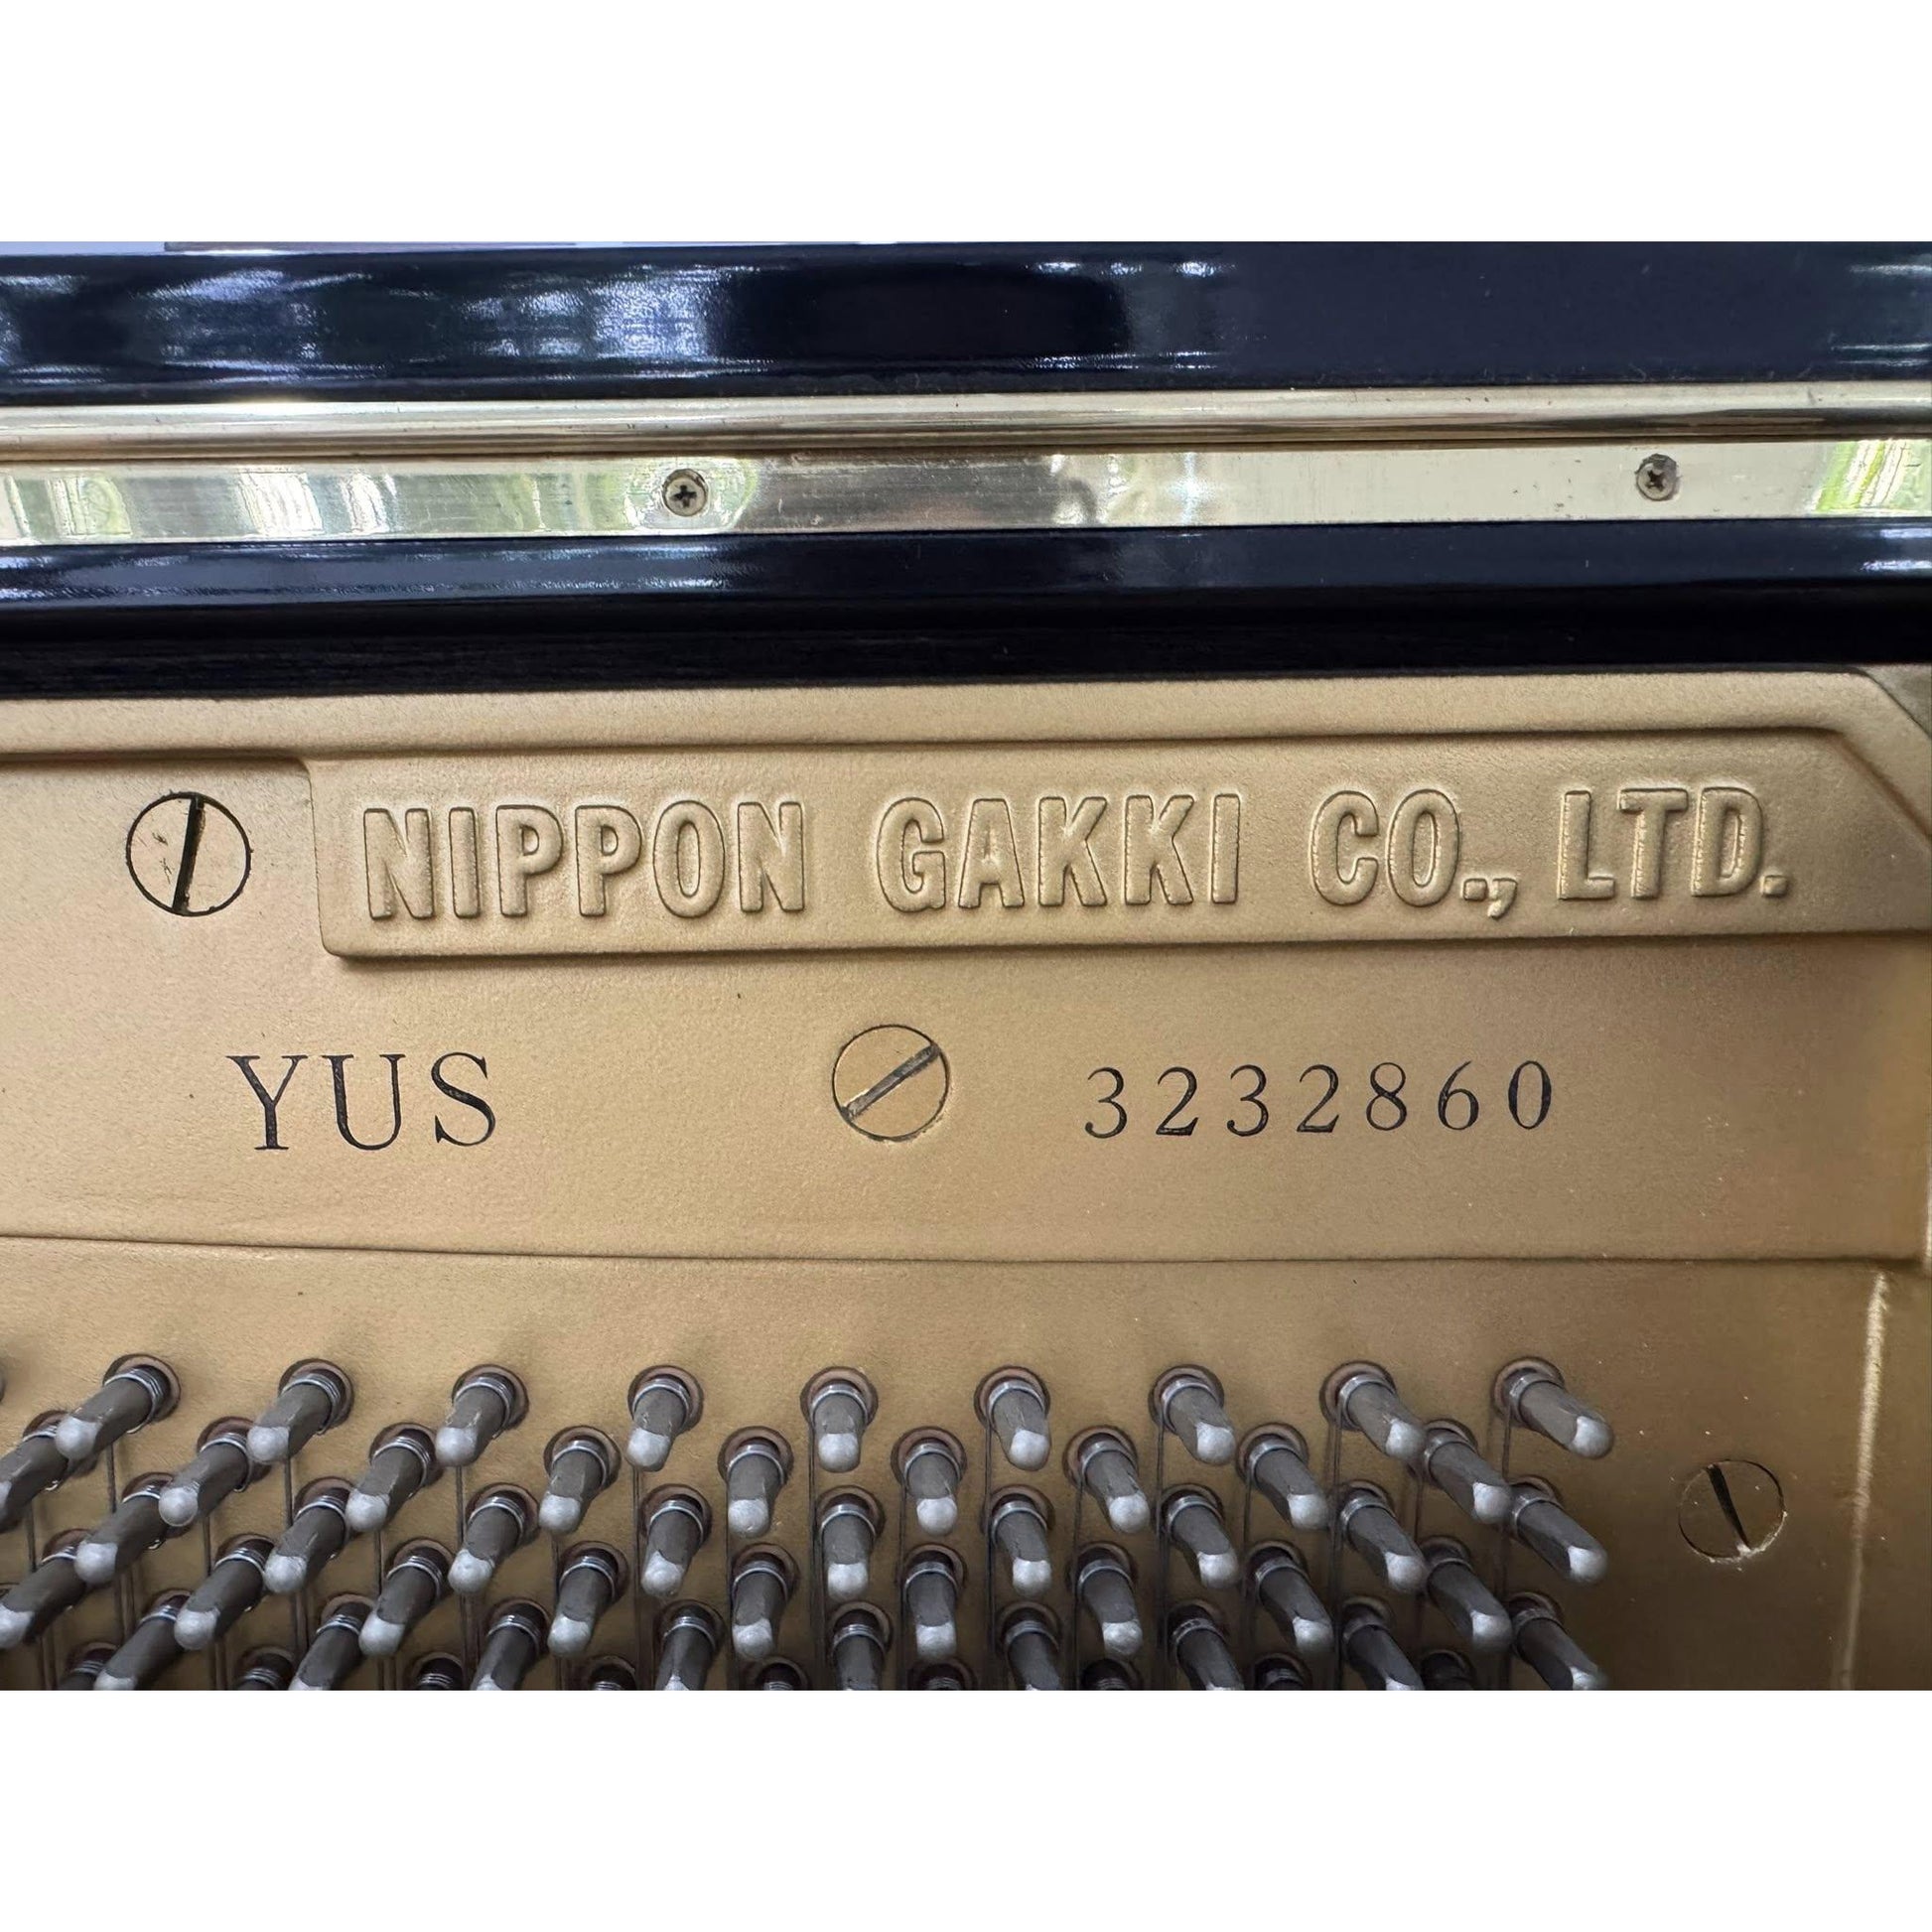 NIPPON GAKKI CO., LTD.
YUS 3232860